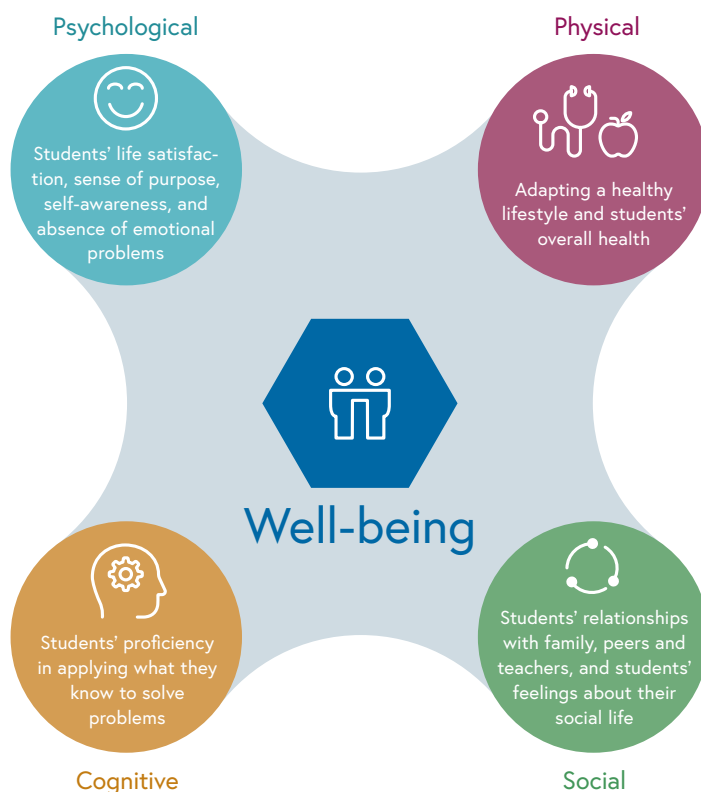 Psychological
Students’ life satisfac-
tion, sense of purpose,
self-awareness, and
absence of emotional
problems
Physical
Adapting a healthy
lifestyle and students’
overall health
Well-being
Students’ proficiency
in applying what they
know to solve
problems
Cognitive
Students’ relationships
with family, peers and
teachers, and students’
feelings about their
social life
Social